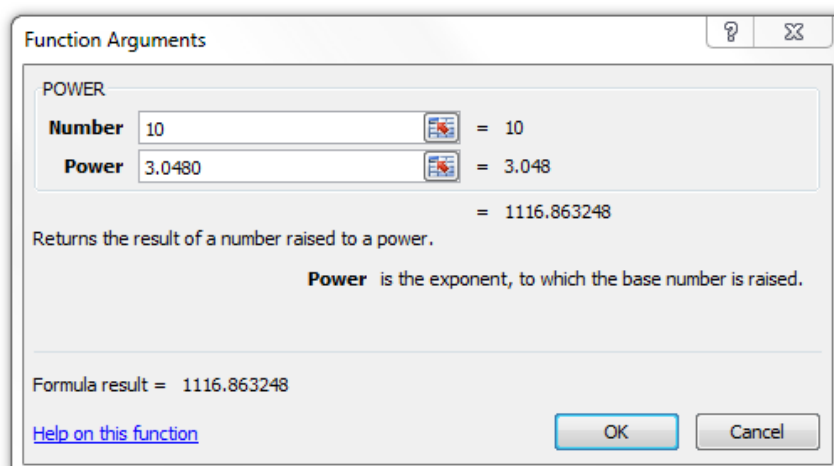 Function Arguments
POWER
Number 10 = 10
Power 3.0480 = 3.048
= 1116.863248
Returns the result of a number raised to a power.
Power is the exponent, to which the base number is raised.
Formula result = 1116.863248
Help on this function
OK Cancel